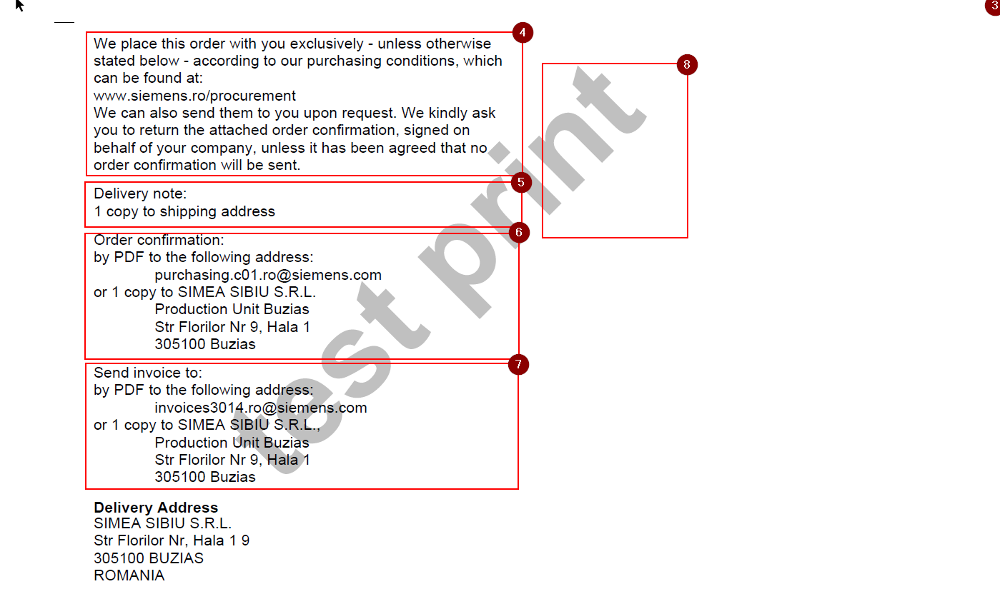 3
4
We place this order with you exclusively - unless otherwise
stated below - according to our purchasing conditions, which
can be found at:
www.siemens.ro/procurement
We can also send them to you upon request. We kindly ask
you to return the attached order confirmation, signed on
behalf of your company, unless it has been agreed that no
order confirmation will be sent.
8
5
Delivery note:
1 copy to shipping address
6
Order confirmation:
by PDF to the following address:
purchasing.c01.ro@siemens.com
or 1 copy to SIMEA SIBIU S.R.L.
Production Unit Buzias
Str Florilor Nr 9, Hala 1
305100 Buzias
7
Send invoice to:
by PDF to the following address:
invoices3014.ro@siemens.com
or 1 copy to SIMEA SIBIU S.R.L.,
Production Unit Buzias
Str Florilor Nr 9, Hala 1
305100 Buzias
Delivery Address
SIMEA SIBIU S.R.L.
Str Florilor Nr, Hala 1 9
305100 BUZIAS
ROMANIA
test print